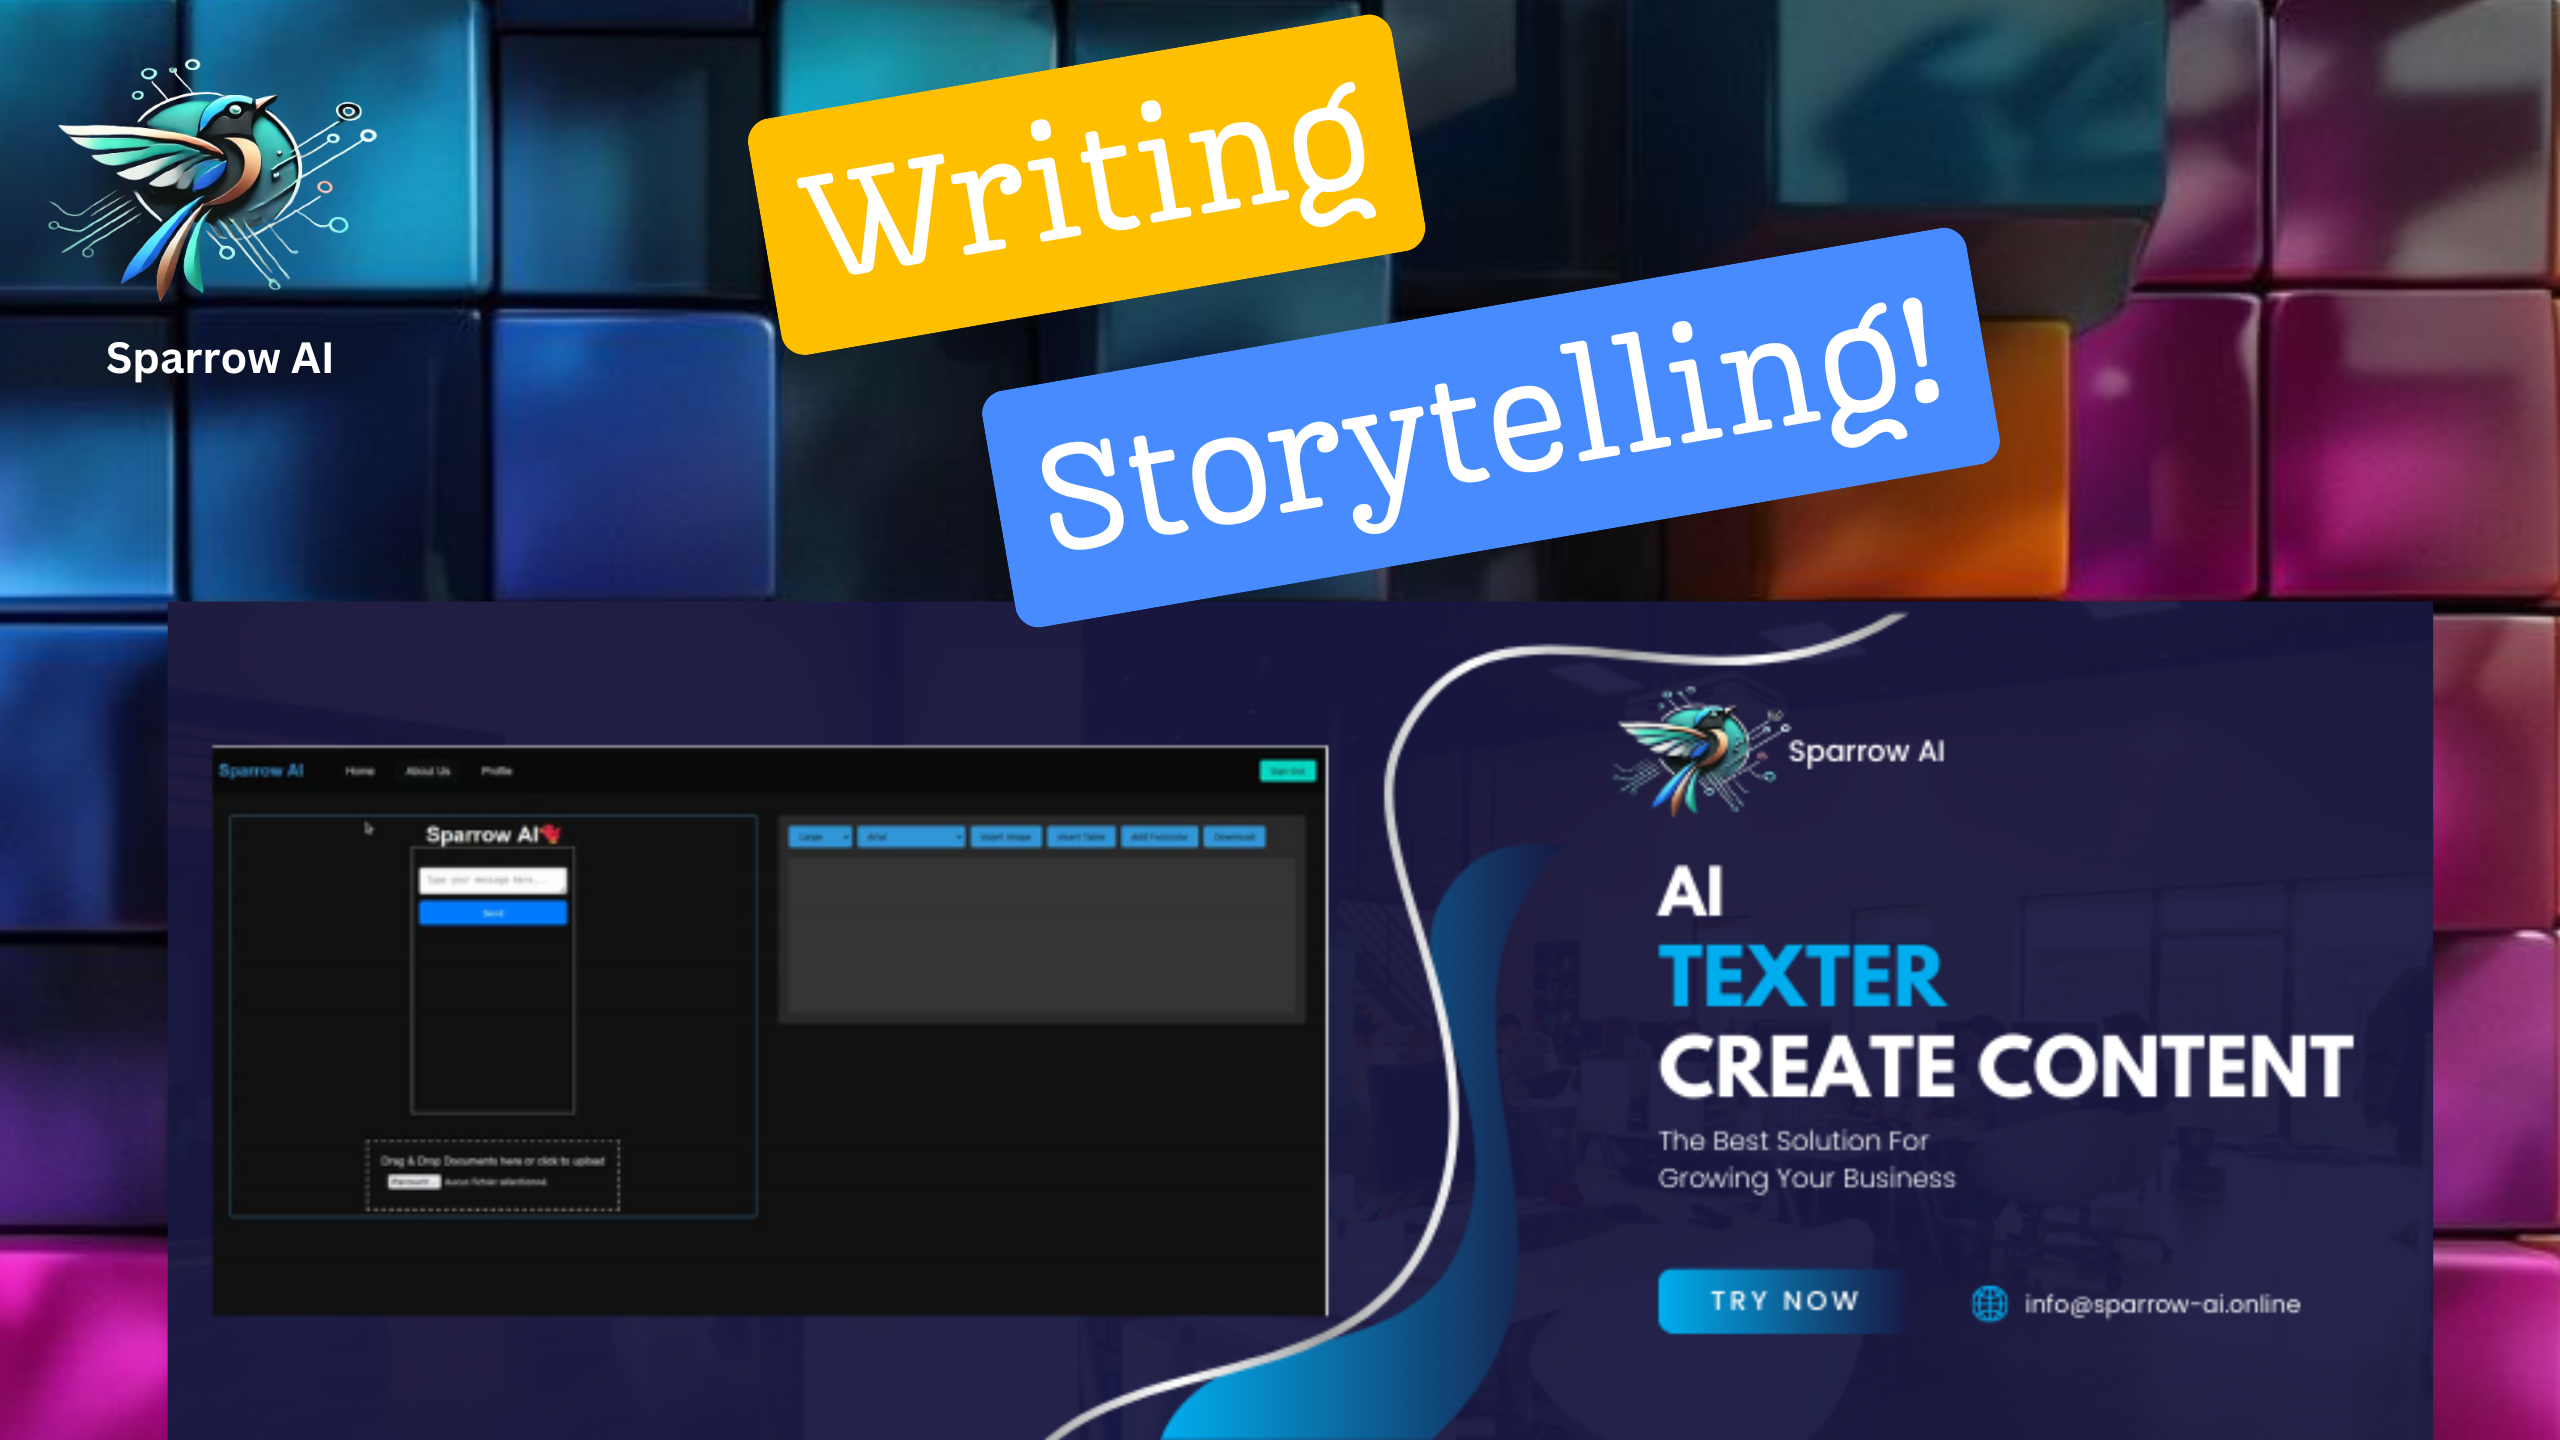 Sparrow AI
Writing
Storytelling!
Sparrow AI
Home About Us Profile
Sign Out
Sparrow AI
Type your message here...
Send
Drag & Drop Documents here or click to upload
Aucun fichier sélectionné
Large Arial Insert Image Insert Table Add Footnote Download
Sparrow AI
AI
TEXTER
CREATE CONTENT
The Best Solution For
Growing Your Business
TRY NOW
info@sparrow-ai.online